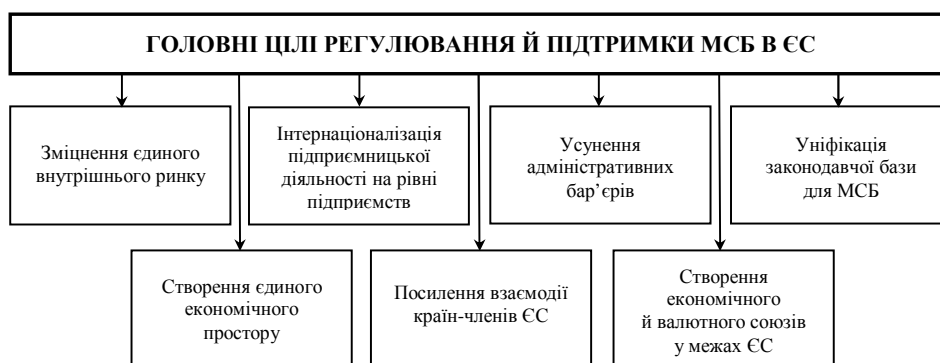 ГОЛОВНІ ЦІЛІ РЕГУЛЮВАННЯ Й ПІДТРИМКИ МСБ В ЄС
Зміцнення єдиного
внутрішнього ринку
Інтернаціоналізація
підприємницької
діяльності на рівні
підприємств
Усунення
адміністративних
бар’єрів
Уніфікація
законодавчої бази
для МСБ
Створення єдиного
економічного
простору
Посилення взаємодії
країн-членів ЄС
Створення
економічного
й валютного союзів
у межах ЄС